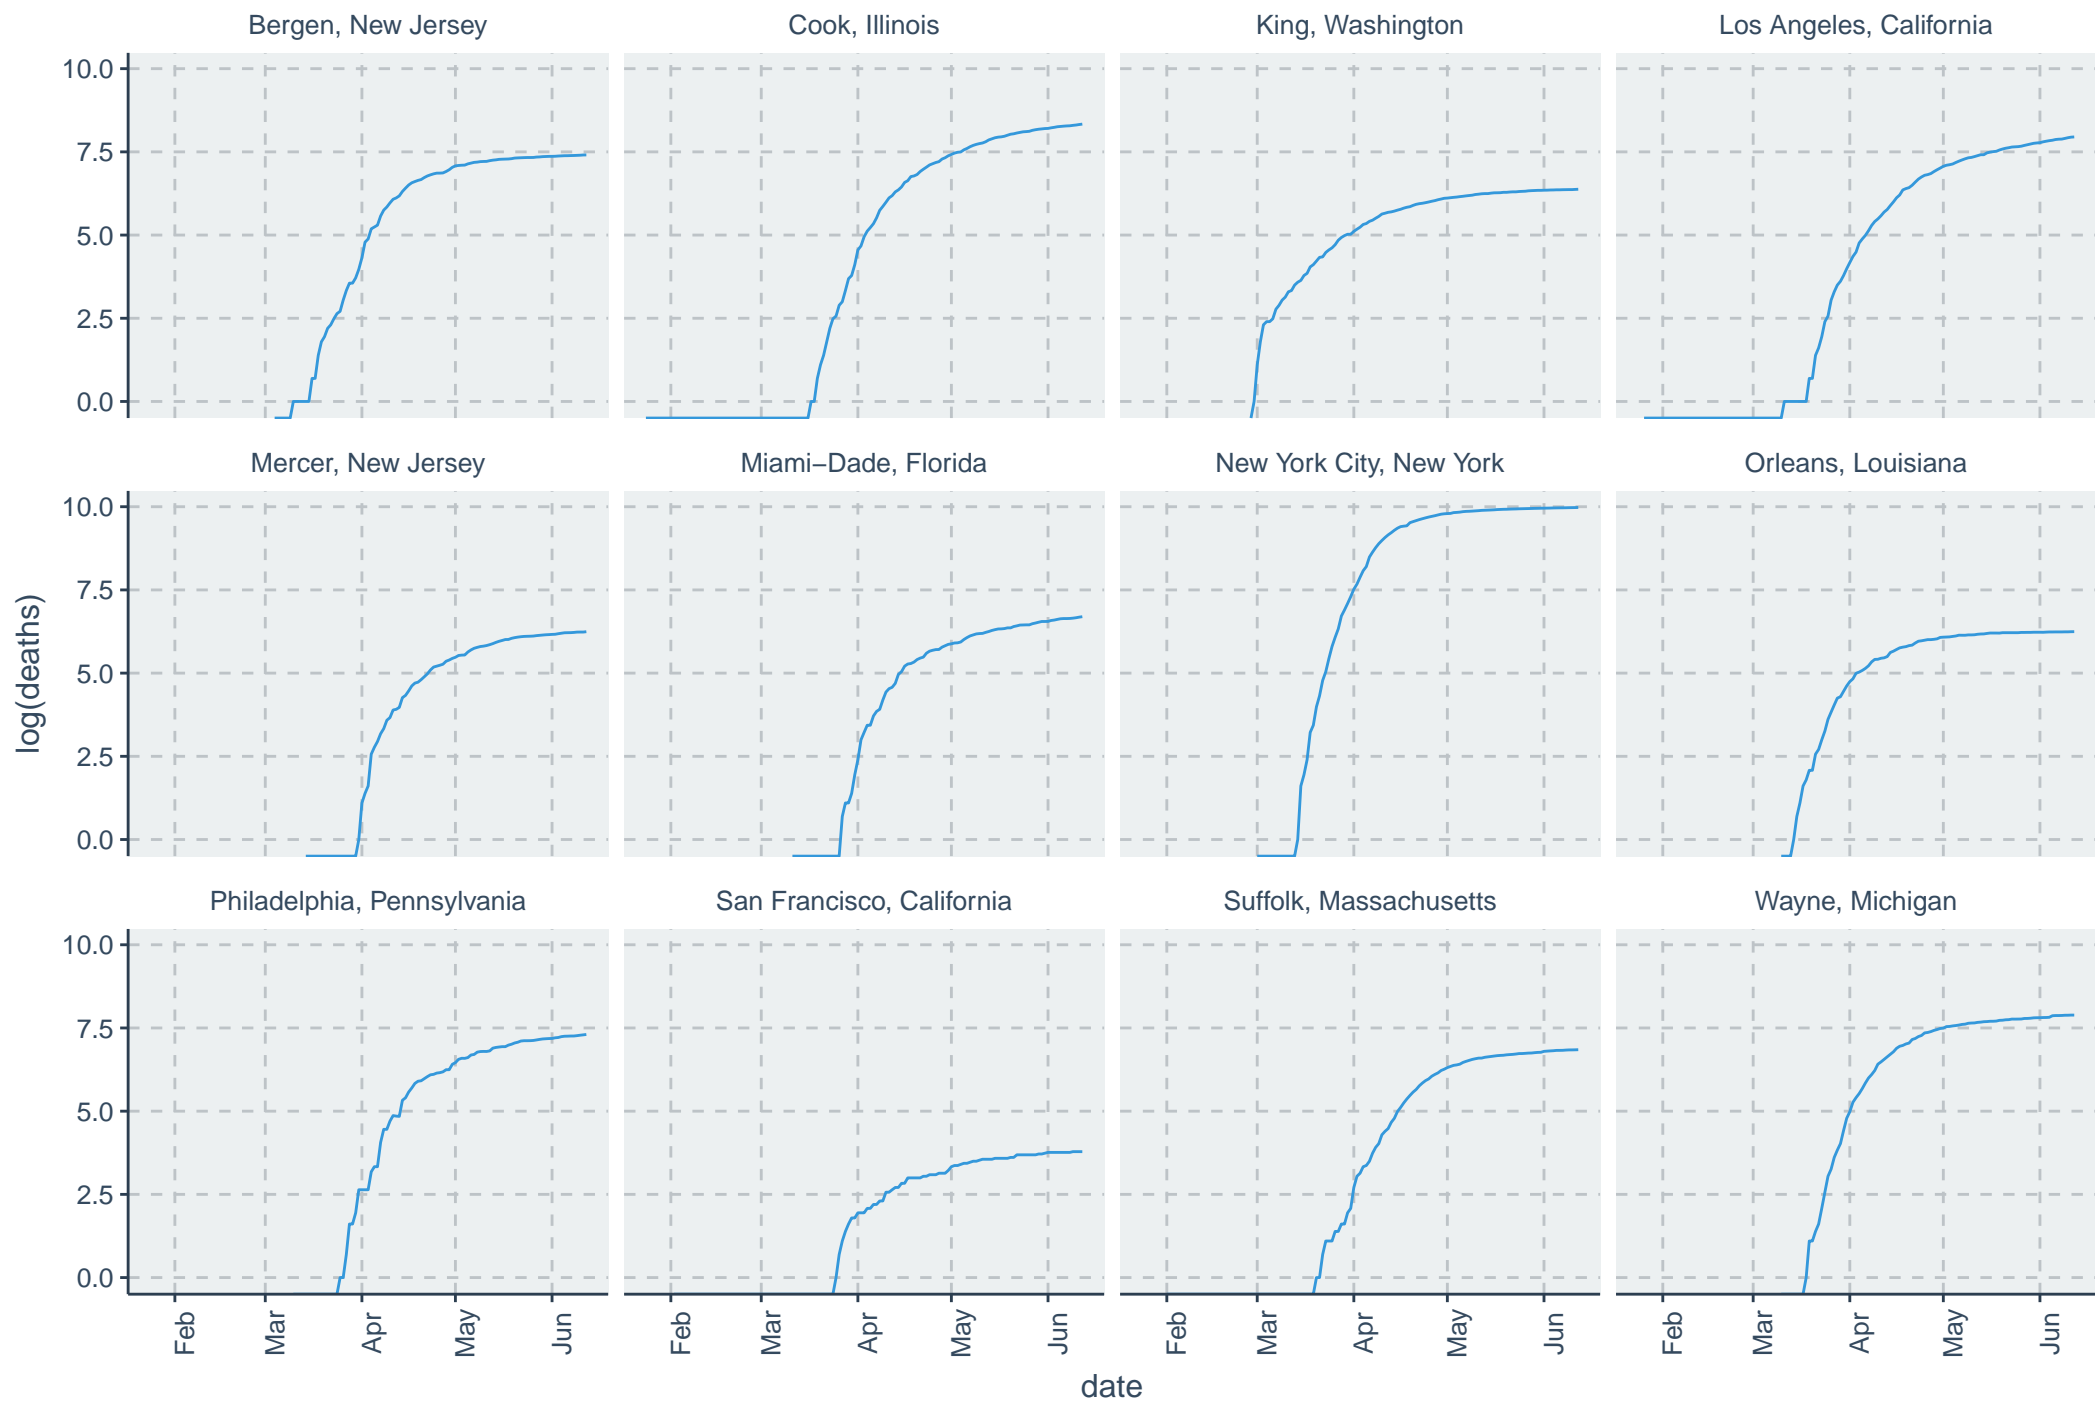 Bergen, New Jersey
Cook, Illinois
King, Washington
Los Angeles, California
10.0
7.5
5.0
2.5
0.0
Mercer, New Jersey
Miami−Dade, Florida
New York City, New York
Orleans, Louisiana
10.0
7.5
5.0
2.5
0.0
log(deaths)
Philadelphia, Pennsylvania
San Francisco, California
Suffolk, Massachusetts
Wayne, Michigan
10.0
7.5
5.0
2.5
0.0
Feb
Mar
Apr
May
Jun
Feb
Mar
Apr
May
Jun
Feb
Mar
Apr
May
Jun
Feb
Mar
Apr
May
Jun
date